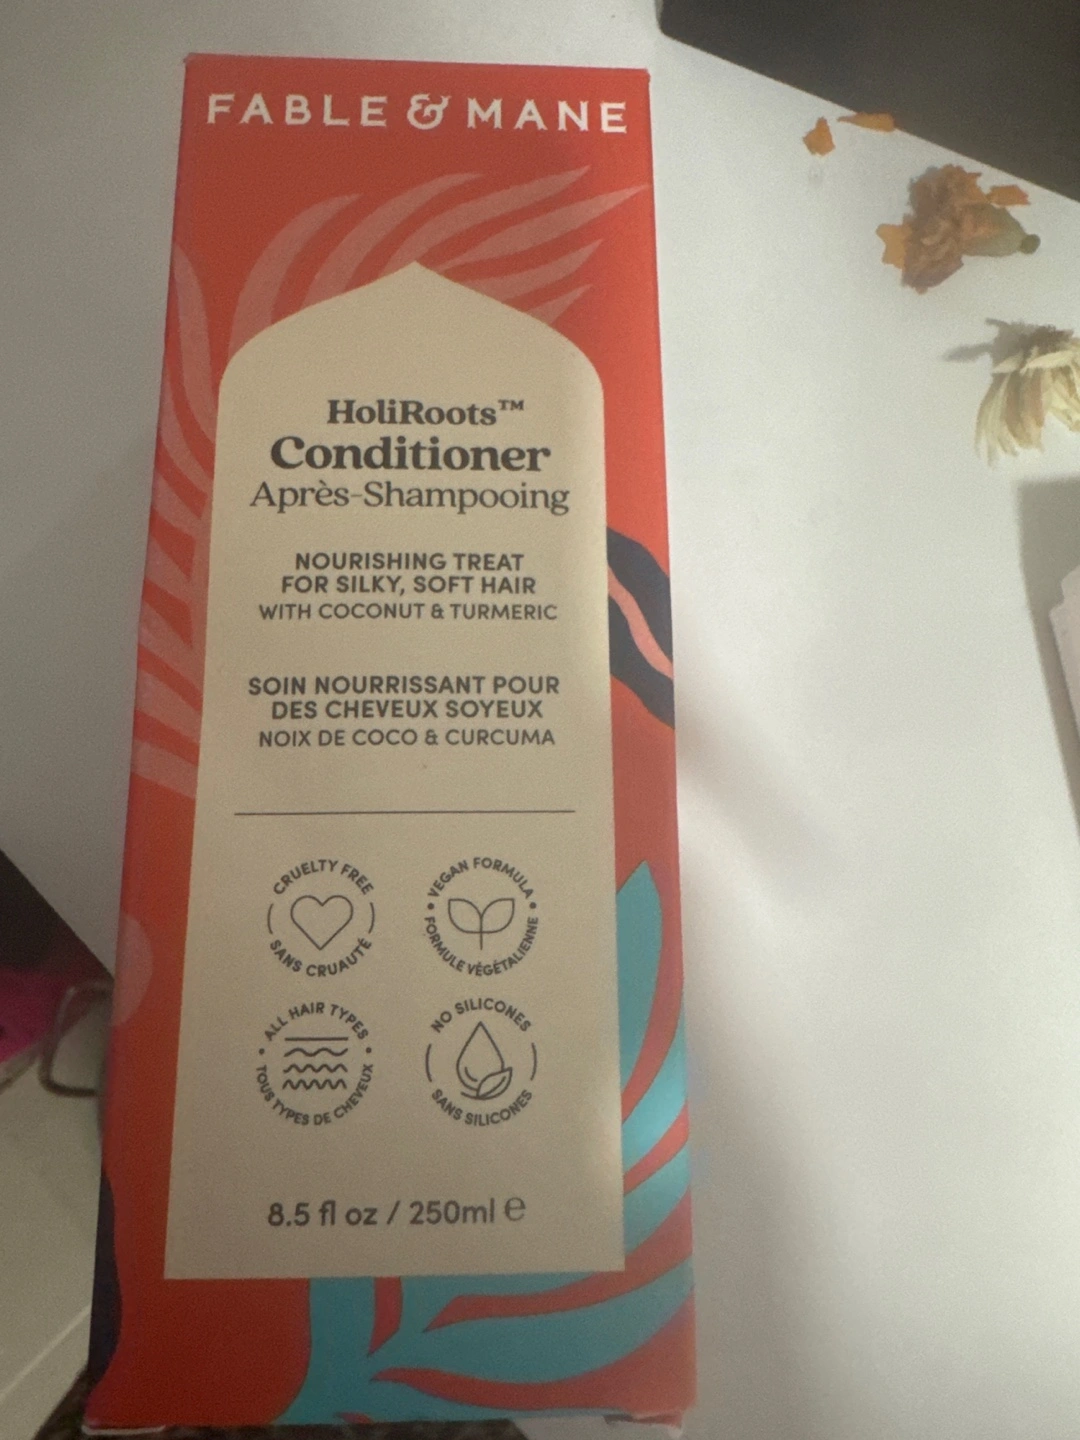 FABLE & MANE
HoliRoots™
Conditioner
Après-Shampooing
NOURISHING TREAT
FOR SILKY, SOFT HAIR
WITH COCONUT & TURMERIC
SOIN NOURRISSANT POUR
DES CHEVEUX SOYEUX
NOIX DE COCO & CURCUMA
CRUELTY FREE
SANS CRUAUTÉ
• VEGAN FORMULA •
FORMULE VÉGÉTALIENNE
• ALL HAIR TYPES •
TOUS TYPES DE CHEVEUX
NO SILICONES
SANS SILICONES
8.5 fl oz / 250ml ℮